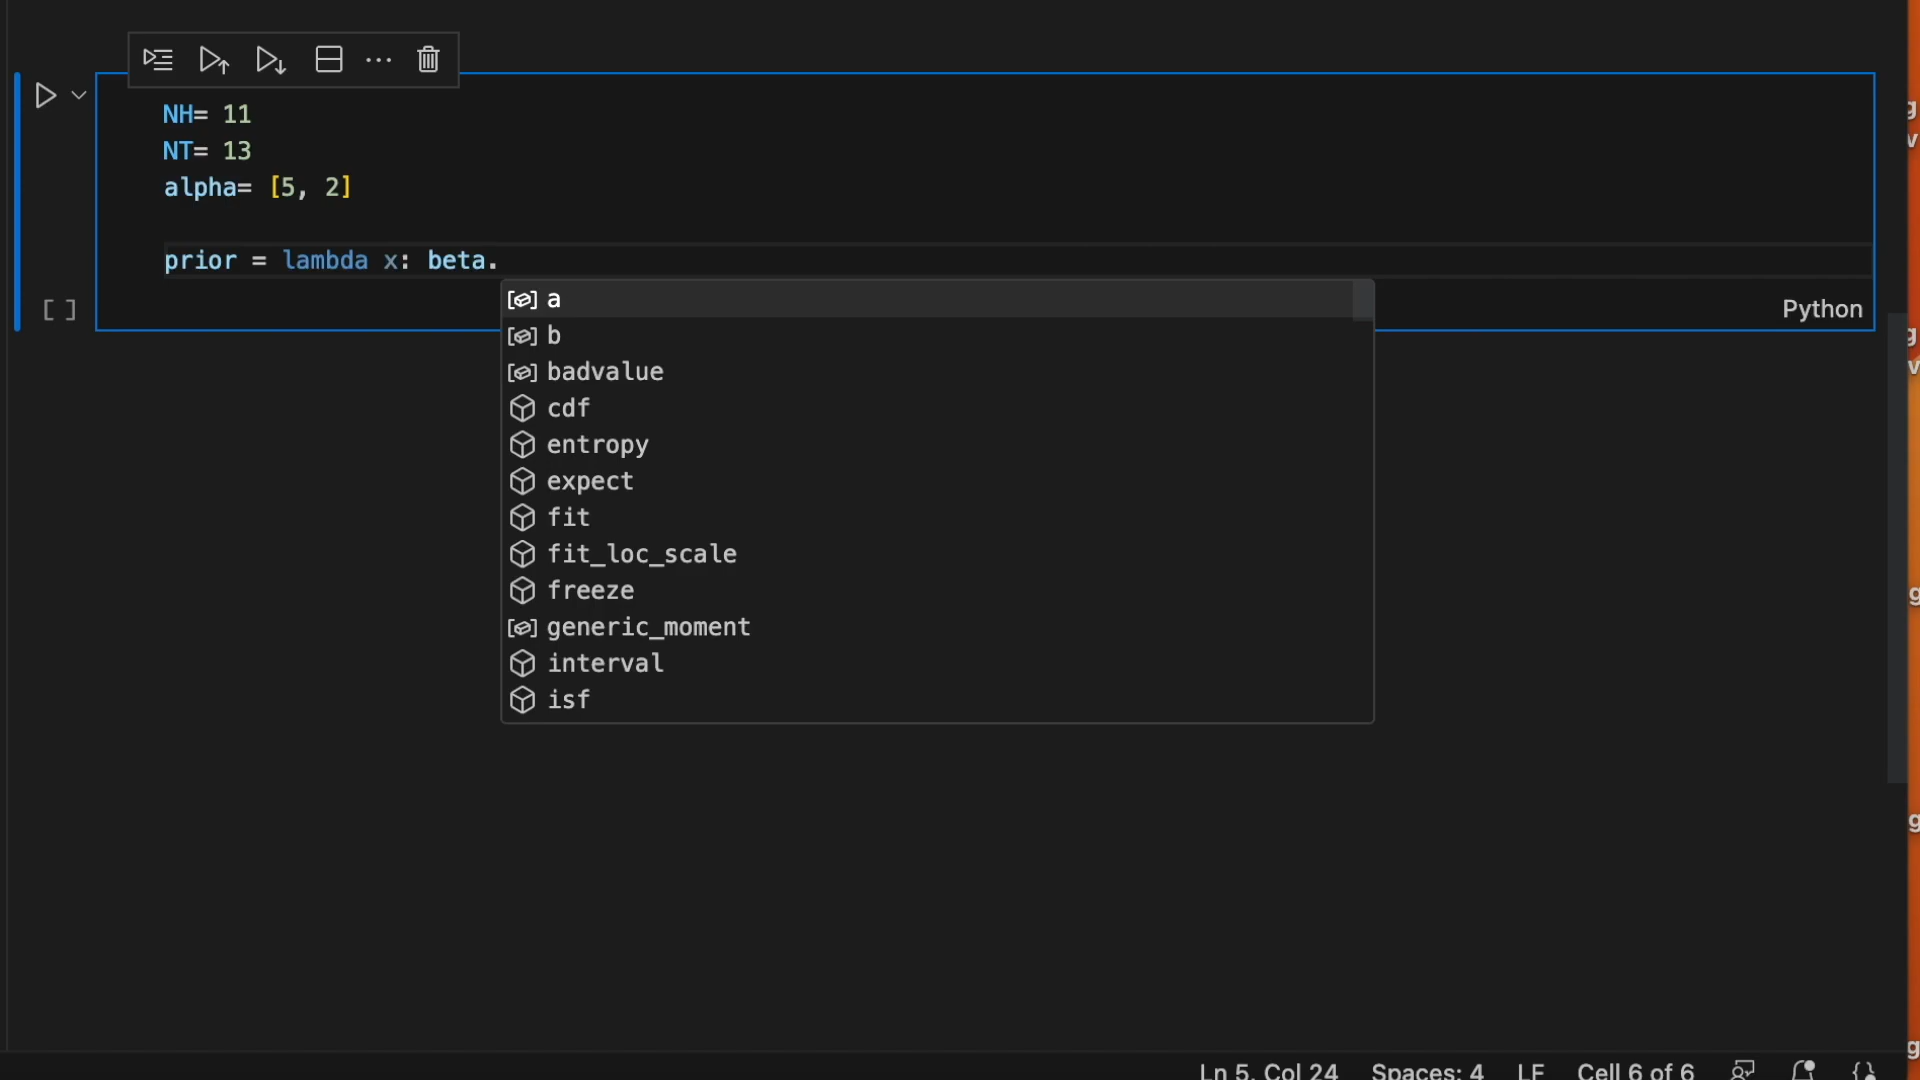 NH= 11
NT= 13
alpha= [5, 2]
prior = lambda x: beta.
[ ]
Python
a
b
badvalue
cdf
entropy
expect
fit
fit_loc_scale
freeze
generic_moment
interval
isf
Ln 5, Col 24 Spaces: 4 LF Cell 6 of 6